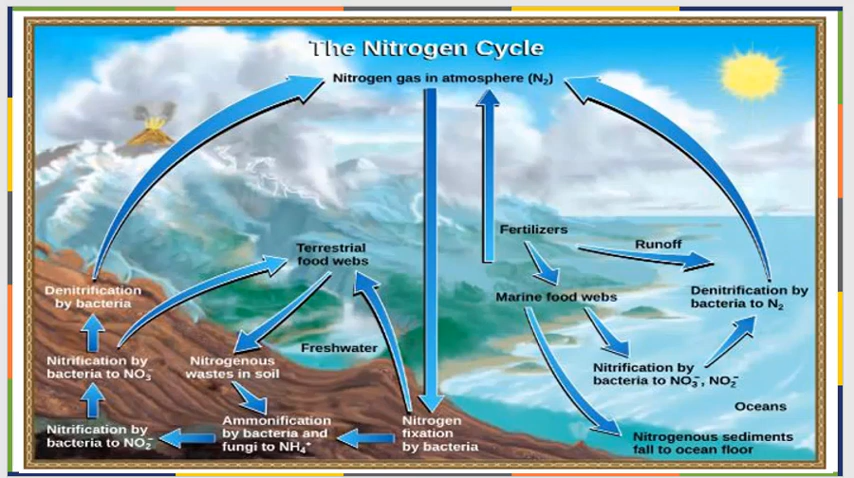 The Nitrogen Cycle
Nitrogen gas in atmosphere (N₂)
Fertilizers
Runoff
Terrestrial
food webs
Denitrification
by bacteria
Marine food webs
Denitrification by
bacteria to N₂
Freshwater
Nitrification by
bacteria to NO₃⁻
Nitrogenous
wastes in soil
Nitrification by
bacteria to NO₃⁻, NO₂⁻
Oceans
Nitrification by
bacteria to NO₂⁻
Ammonification
by bacteria and
fungi to NH₄⁺
Nitrogen
fixation
by bacteria
Nitrogenous sediments
fall to ocean floor